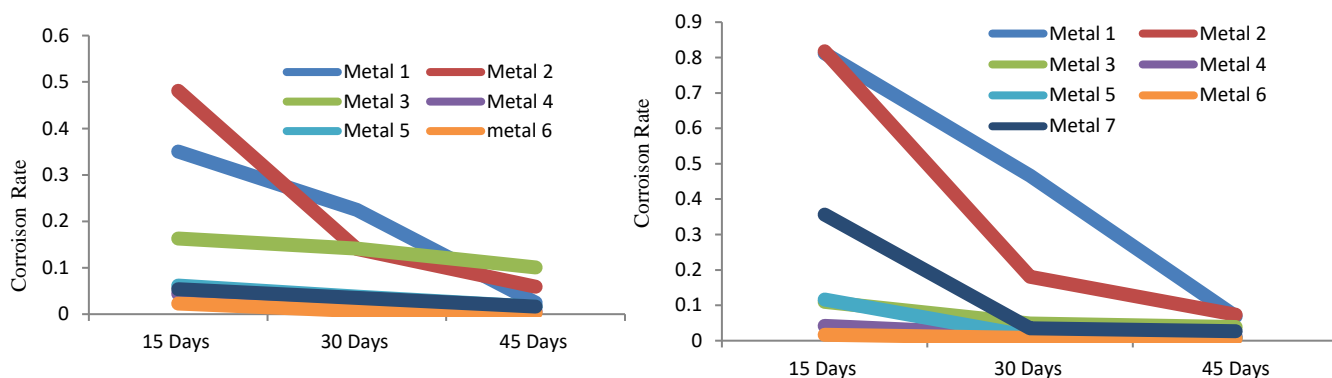 Corroison Rate
0.6
0.5
0.4
0.3
0.2
0.1
0
Metal 1 Metal 2
Metal 3 Metal 4
Metal 5 metal 6
15 Days 30 Days 45 Days
Corroison Rate
0.9
0.8
0.7
0.6
0.5
0.4
0.3
0.2
0.1
0
Metal 1 Metal 2
Metal 3 Metal 4
Metal 5 Metal 6
Metal 7
15 Days 30 Days 45 Days